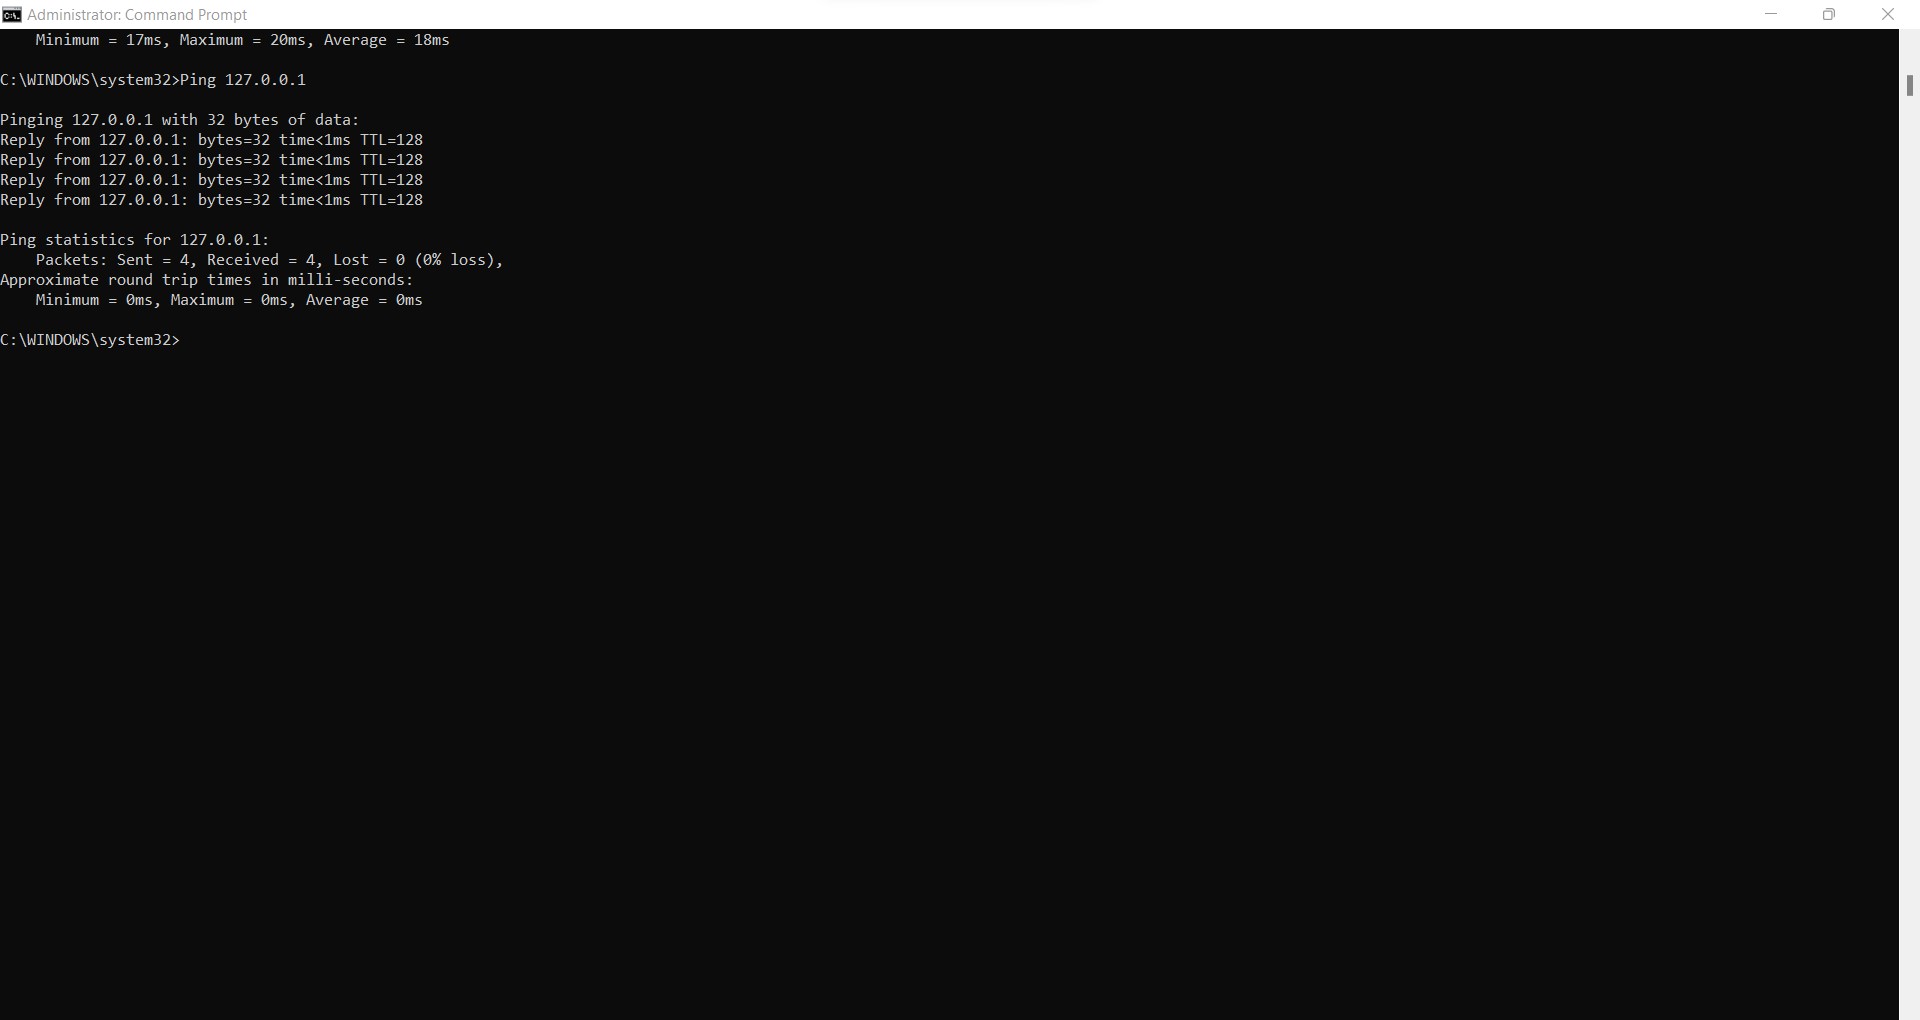 Administrator: Command Prompt
Minimum = 17ms, Maximum = 20ms, Average = 18ms
C:\WINDOWS\system32>Ping 127.0.0.1
Pinging 127.0.0.1 with 32 bytes of data:
Reply from 127.0.0.1: bytes=32 time<1ms TTL=128
Reply from 127.0.0.1: bytes=32 time<1ms TTL=128
Reply from 127.0.0.1: bytes=32 time<1ms TTL=128
Reply from 127.0.0.1: bytes=32 time<1ms TTL=128
Ping statistics for 127.0.0.1:
Packets: Sent = 4, Received = 4, Lost = 0 (0% loss),
Approximate round trip times in milli-seconds:
Minimum = 0ms, Maximum = 0ms, Average = 0ms
C:\WINDOWS\system32>